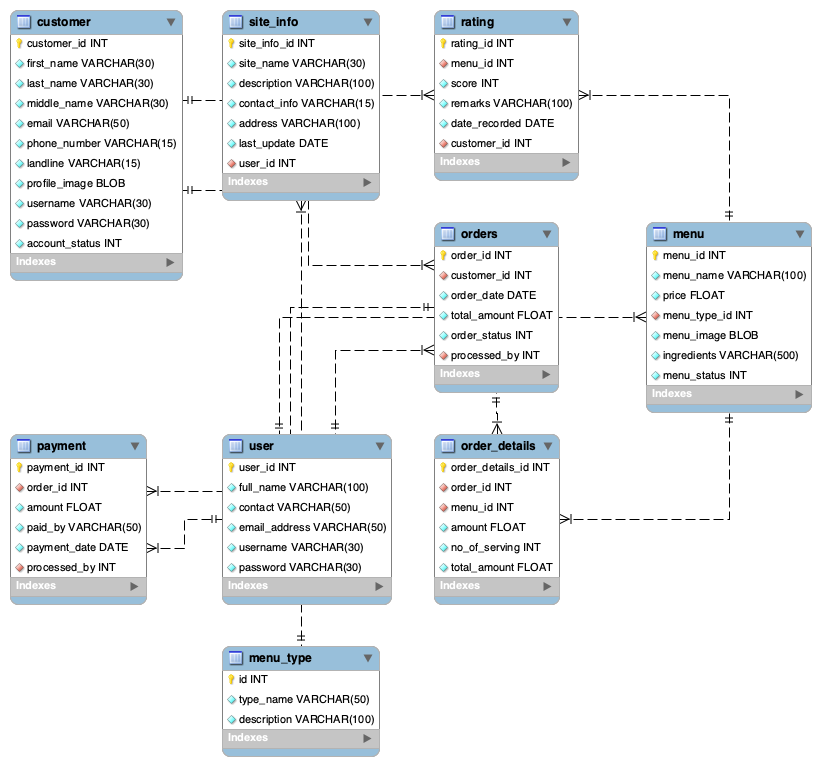 customer
customer_id INT
first_name VARCHAR(30)
last_name VARCHAR(30)
middle_name VARCHAR(30)
email VARCHAR(50)
phone_number VARCHAR(15)
landline VARCHAR(15)
profile_image BLOB
username VARCHAR(30)
password VARCHAR(30)
account_status INT
Indexes
site_info
site_info_id INT
site_name VARCHAR(30)
description VARCHAR(100)
contact_info VARCHAR(15)
address VARCHAR(100)
last_update DATE
user_id INT
Indexes
rating
rating_id INT
menu_id INT
score INT
remarks VARCHAR(100)
date_recorded DATE
customer_id INT
Indexes
orders
order_id INT
customer_id INT
order_date DATE
total_amount FLOAT
order_status INT
processed_by INT
Indexes
menu
menu_id INT
menu_name VARCHAR(100)
price FLOAT
menu_type_id INT
menu_image BLOB
ingredients VARCHAR(500)
menu_status INT
Indexes
payment
payment_id INT
order_id INT
amount FLOAT
paid_by VARCHAR(50)
payment_date DATE
processed_by INT
Indexes
user
user_id INT
full_name VARCHAR(100)
contact VARCHAR(50)
email_address VARCHAR(50)
username VARCHAR(30)
password VARCHAR(30)
Indexes
order_details
order_details_id INT
order_id INT
menu_id INT
amount FLOAT
no_of_serving INT
total_amount FLOAT
Indexes
menu_type
id INT
type_name VARCHAR(50)
description VARCHAR(100)
Indexes